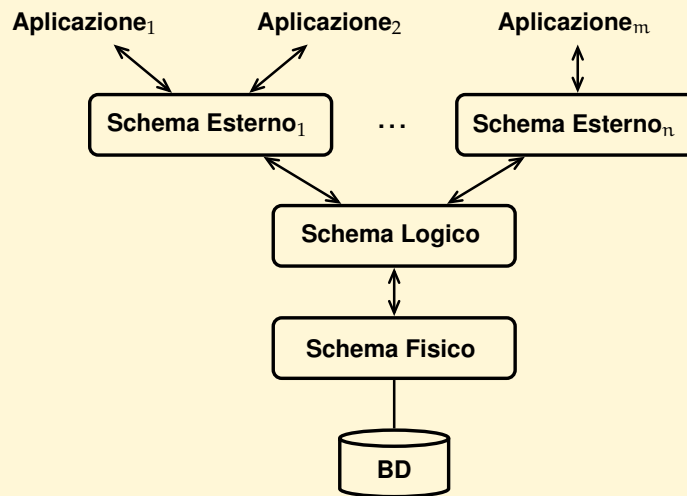 Aplicazione₁ Aplicazione₂ Aplicazioneₘ
Schema Esterno₁ ... Schema Esternoₙ
Schema Logico
Schema Fisico
BD